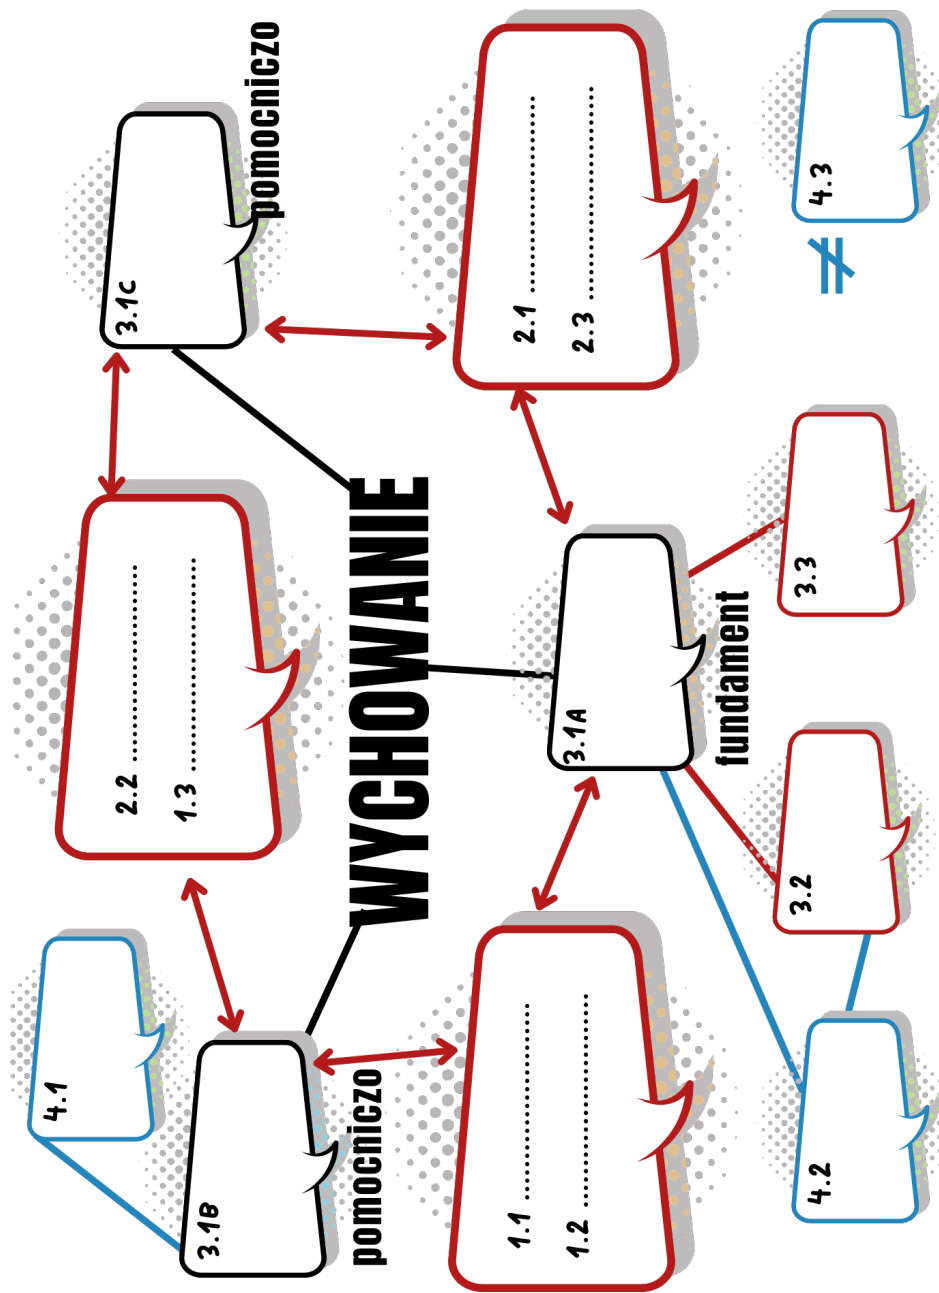 4.1
2.2 ........................
1.3 ........................
3.1C
3.1B
pomocniczo
WYCHOWANIE
pomocniczo
1.1 ........................
1.2 ........................
3.1A
2.1 ........................
2.3 ........................
fundament
4.2
3.2
3.3
≠
4.3